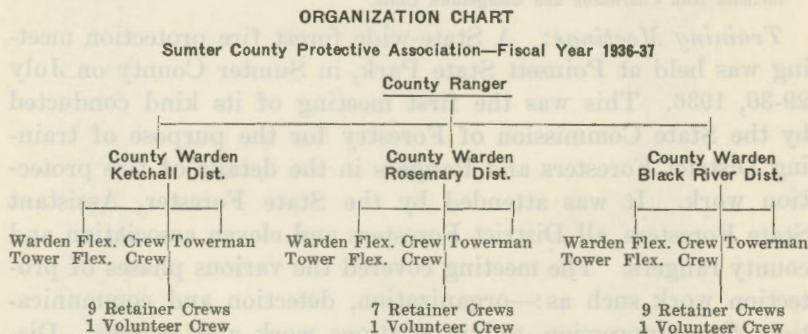 ORGANIZATION CHART
Sumter County Protective Association—Fiscal Year 1936-37
County Ranger
County Warden County Warden County Warden
Ketchall Dist. Rosemary Dist. Black River Dist.
Warden Flex. Crew Towerman Warden Flex. Crew Towerman Warden Flex. Crew Towerman
Tower Flex. Crew Tower Flex. Crew Tower Flex. Crew
9 Retainer Crews 7 Retainer Crews 9 Retainer Crews
1 Volunteer Crew 1 Volunteer Crew 1 Volunteer Crew